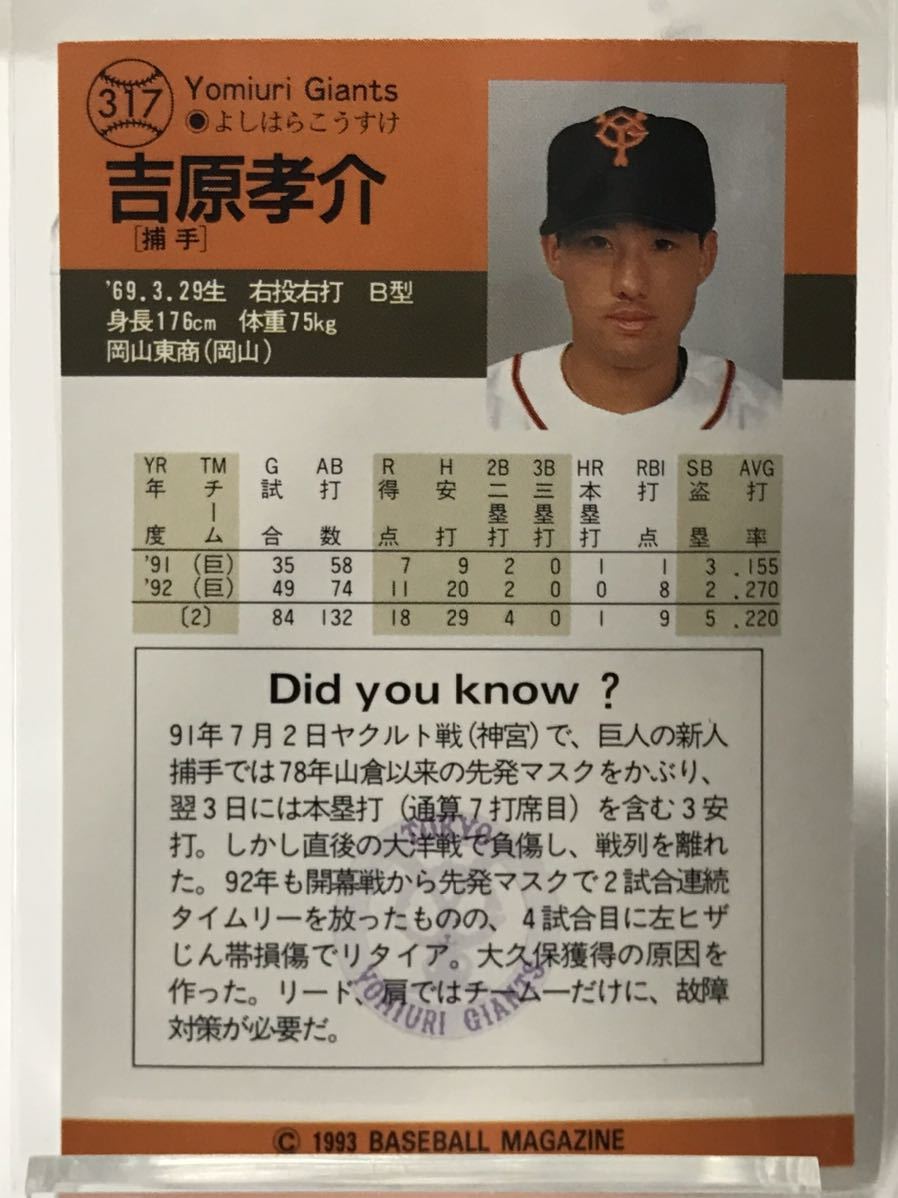 317
Yomiuri Giants
●よしはらこうすけ
吉原孝介
[捕手]
'69.3.29生 右投右打 B型
身長176cm 体重75kg
岡山東商(岡山)
YR TM G AB R H 2B 3B HR RBI SB AVG
年度 チーム 試合 打数 得点 安打 二塁打 三塁打 本塁打 打点 盗塁 打率
'91 (巨) 35 58 7 9 2 0 1 1 3 .155
'92 (巨) 49 74 11 20 2 0 0 8 2 .270
(2) 84 132 18 29 4 0 1 9 5 .220
Did you know ?
91年7月2日ヤクルト戦(神宮)で、巨人の新人
捕手では78年山倉以来の先発マスクをかぶり、
翌3日には本塁打(通算7打席目)を含む3安
打。しかし直後の大洋戦で負傷し、戦列を離れ
た。92年も開幕戦から先発マスクで2試合連続
タイムリーを放ったものの、4試合目に左ヒザ
じん帯損傷でリタイア。大久保獲得の原因を
作った。リード、肩ではチーム一だけに、故障
対策が必要だ。
TOKYO
YOMIURI GIANTS
© 1993 BASEBALL MAGAZINE